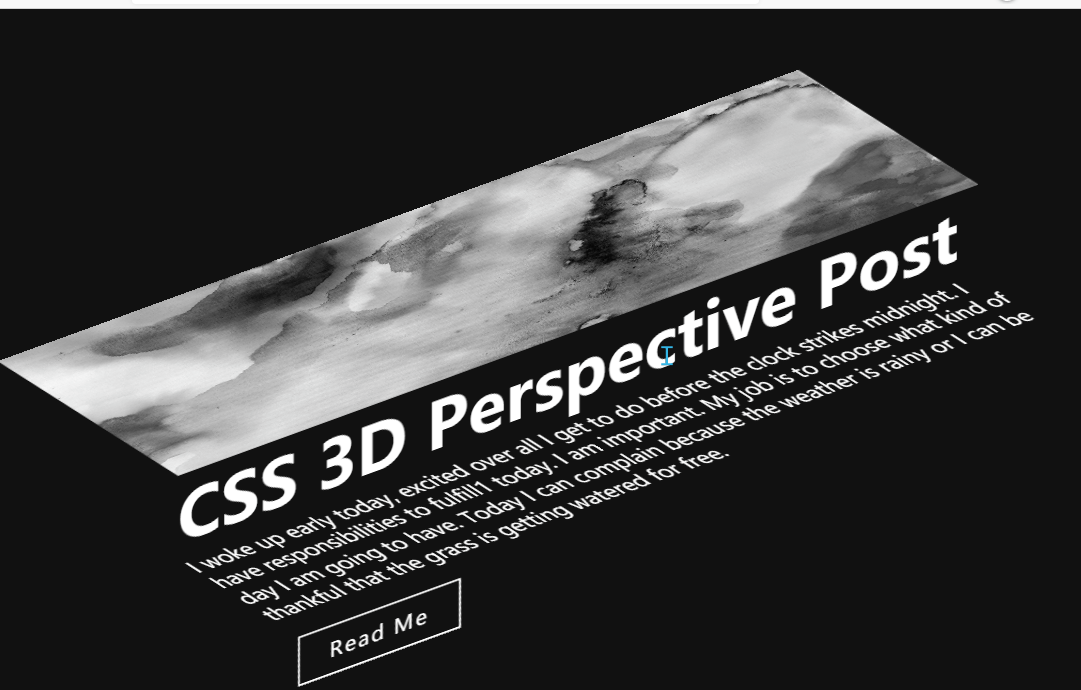 CSS 3D Perspective Post
I woke up early today, excited over all I get to do before the clock strikes midnight. I
have responsibilities to fulfill1 today. I am important. My job is to choose what kind of
day I am going to have. Today I can complain because the weather is rainy or I can be
thankful that the grass is getting watered for free.
Read Me